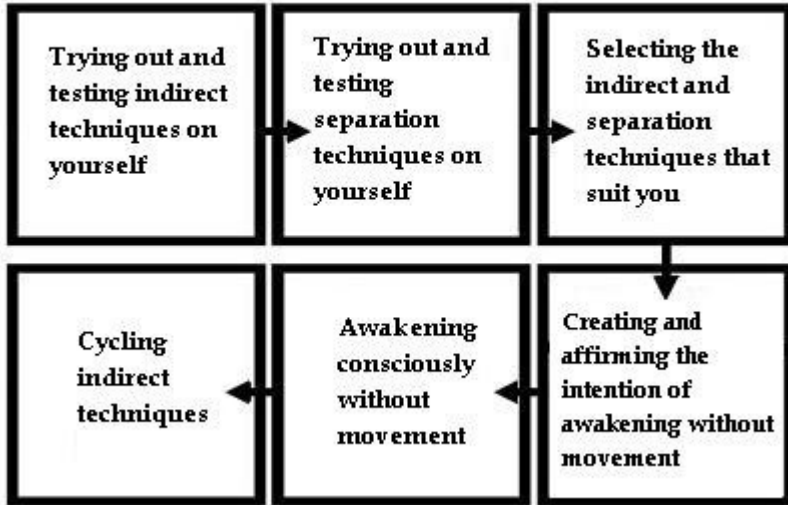 Trying out and
testing indirect
techniques on
yourself
Trying out and
testing
separation
techniques on
yourself
Selecting the
indirect and
separation
techniques that
suit you
Creating and
affirming the
intention of
awakening without
movement
Awakening
consciously
without
movement
Cycling
indirect
techniques